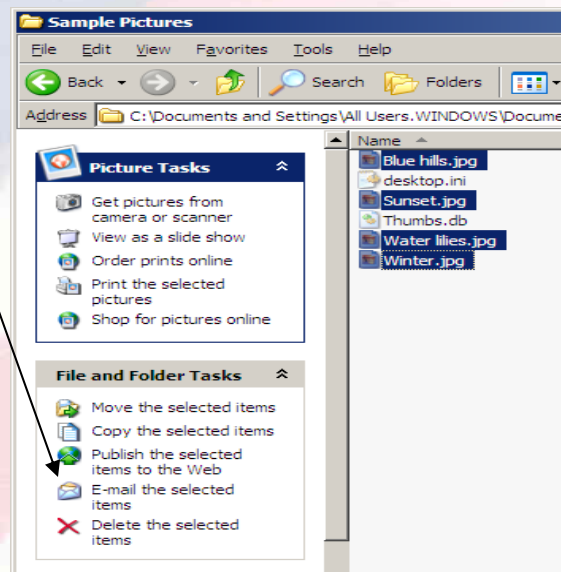 Sample Pictures
File Edit View Favorites Tools Help
Back Search Folders
Address C:\Documents and Settings\All Users.WINDOWS\Docume
Picture Tasks
Get pictures from
camera or scanner
View as a slide show
Order prints online
Print the selected
pictures
Shop for pictures online
File and Folder Tasks
Move the selected items
Copy the selected items
Publish the selected
items to the Web
E-mail the selected
items
Delete the selected
items
Name
Blue hills.jpg
desktop.ini
Sunset.jpg
Thumbs.db
Water lilies.jpg
Winter.jpg